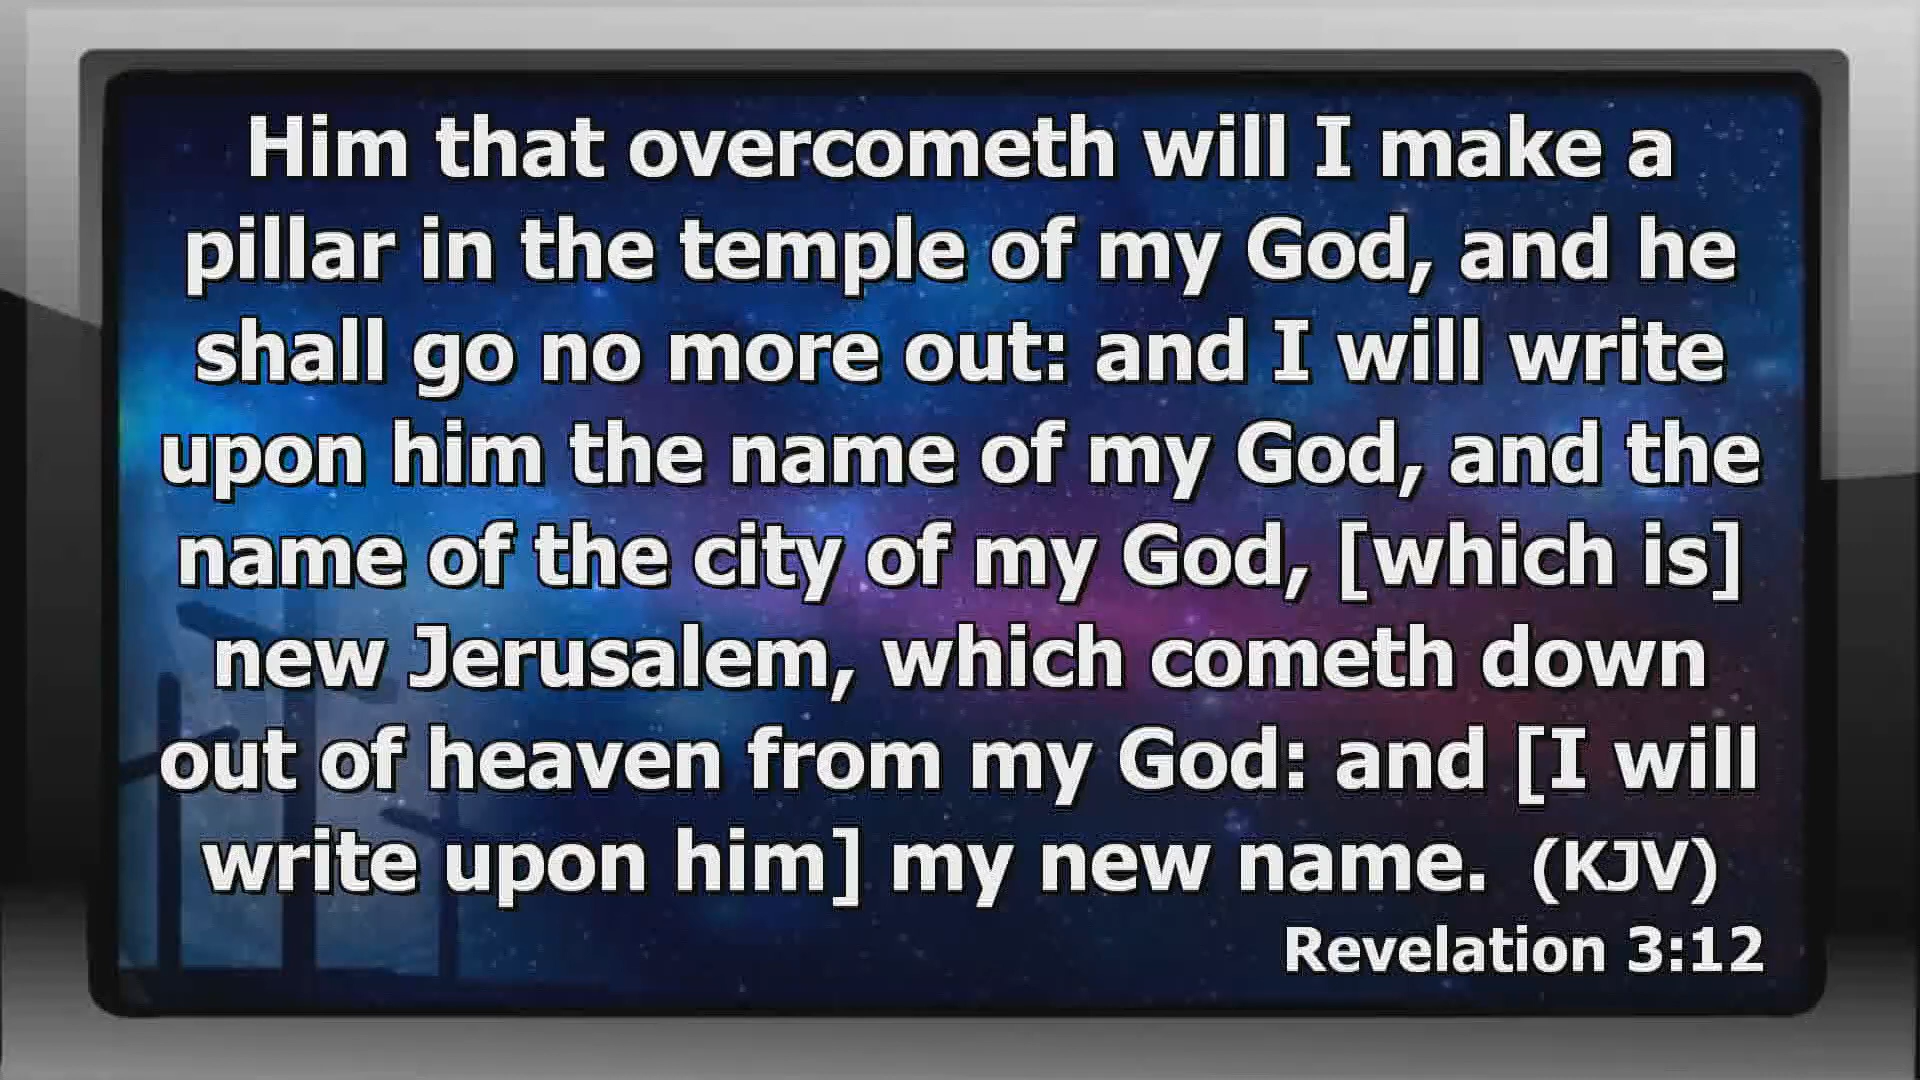 Him that overcometh will I make a
pillar in the temple of my God, and he
shall go no more out: and I will write
upon him the name of my God, and the
name of the city of my God, [which is]
new Jerusalem, which cometh down
out of heaven from my God: and [I will
write upon him] my new name. (KJV)
Revelation 3:12